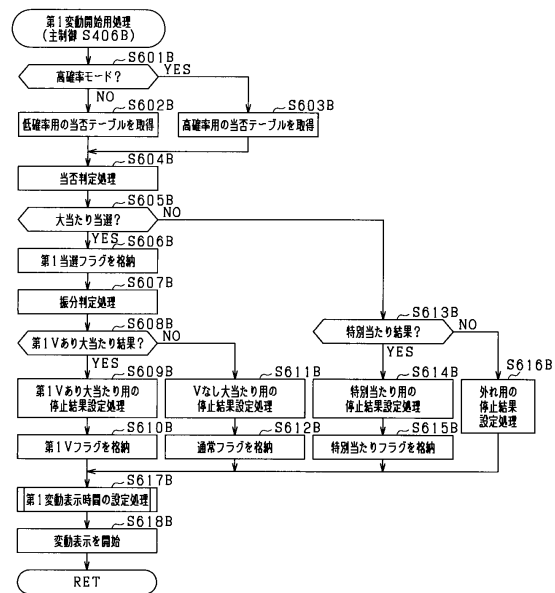 第1変動開始用処理
(主制御 S406B)
S601B
高確率モード?
YES
NO
S602B
S603B
低確率用の当否テーブルを取得
高確率用の当否テーブルを取得
S604B
当否判定処理
S605B
大当たり当選?
NO
YES
S606B
第1当選フラグを格納
S607B
振分判定処理
S608B
S613B
第1Vあり大当たり結果?
NO
特別当たり結果?
NO
YES
YES
S616B
S609B
S611B
S614B
第1Vあり大当たり用の
停止結果設定処理
Vなし大当たり用の
停止結果設定処理
特別当たり用の
停止結果設定処理
外れ用の
停止結果
設定処理
S610B
S612B
S615B
第1Vフラグを格納
通常フラグを格納
特別当たりフラグを格納
S617B
第1変動表示時間の設定処理
S618B
変動表示を開始
RET